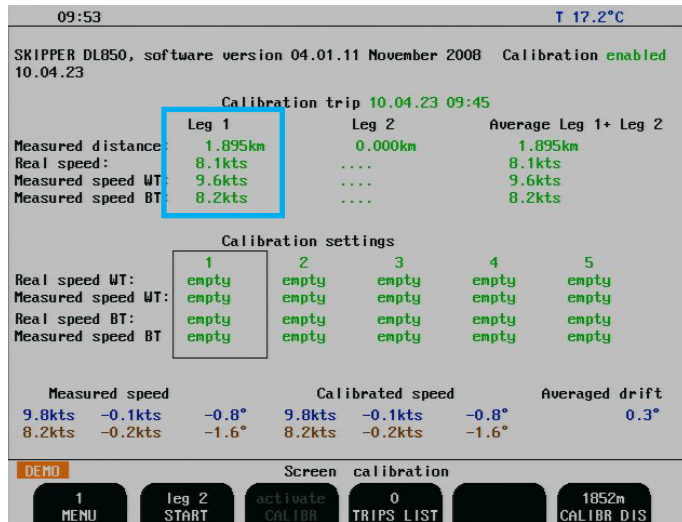 09:53 T 17.2°C
SKIPPER DL850, software version 04.01.11 November 2008 Calibration enabled
10.04.23
Calibration trip 10.04.23 09:45
Leg 1 Leg 2 Average Leg 1+ Leg 2
Measured distance: 1.895km 0.000km 1.895km
Real speed: 8.1kts .... 8.1kts
Measured speed WT: 9.6kts .... 9.6kts
Measured speed BT: 8.2kts .... 8.2kts
Calibration settings
1 2 3 4 5
Real speed WT: empty empty empty empty empty
Measured speed WT: empty empty empty empty empty
Real speed BT: empty empty empty empty empty
Measured speed BT empty empty empty empty empty
Measured speed Calibrated speed Averaged drift
9.8kts -0.1kts -0.8° 9.8kts -0.1kts -0.8° 0.3°
8.2kts -0.2kts -1.6° 8.2kts -0.2kts -1.6°
DEMO Screen calibration
1 leg 2 activate 0 1852m
MENU START CALIBR TRIPS LIST CALIBR DIS